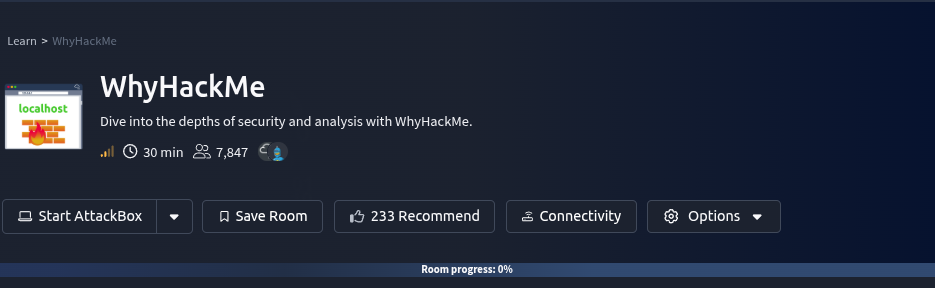 Learn > WhyHackMe
localhost
WhyHackMe
Dive into the depths of security and analysis with WhyHackMe.
30 min 7,847
Start AttackBox Save Room 233 Recommend Connectivity Options
Room progress: 0%